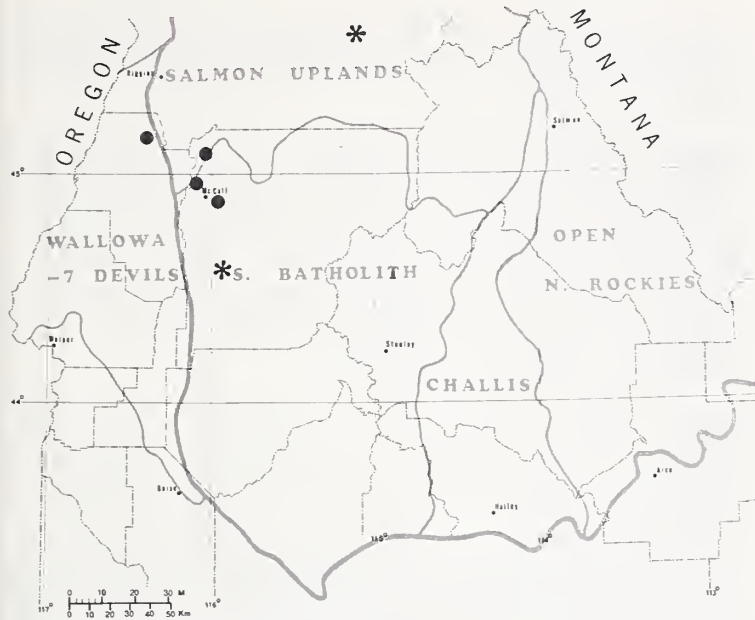 OREGON
MONTANA
Riggins
SALMON UPLANDS
Salmon
45°
McCall
WALLOWA
-7 DEVILS
S. BATHOLITH
OPEN
N. ROCKIES
Weiser
Stanley
CHALLIS
44°
Boise
Arco
Hailey
115°
114°
113°
0 10 20 30 M
0 10 20 30 40 50 Km
117°
116°